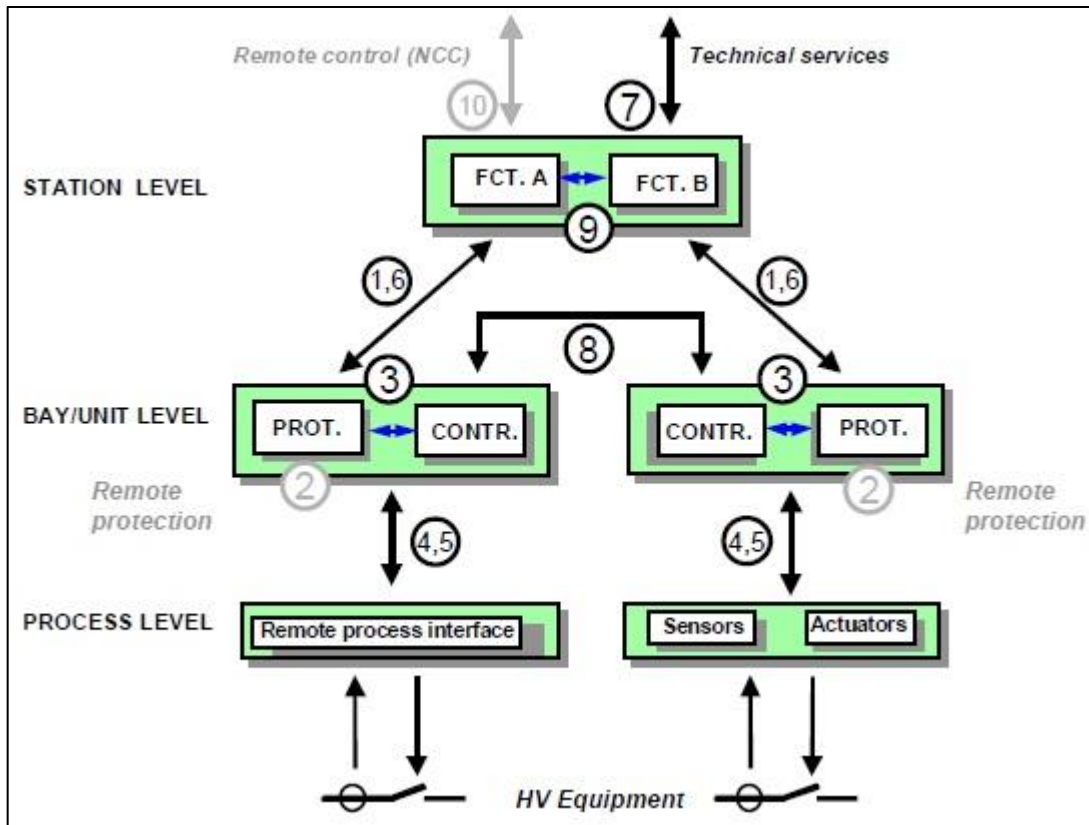 Remote control (NCC)
Technical services
10
7
STATION LEVEL
FCT. A
FCT. B
9
1,6
1,6
8
3
3
BAY/UNIT LEVEL
PROT.
CONTR.
CONTR.
PROT.
2
2
Remote
protection
Remote
protection
4,5
4,5
PROCESS LEVEL
Remote process interface
Sensors
Actuators
HV Equipment